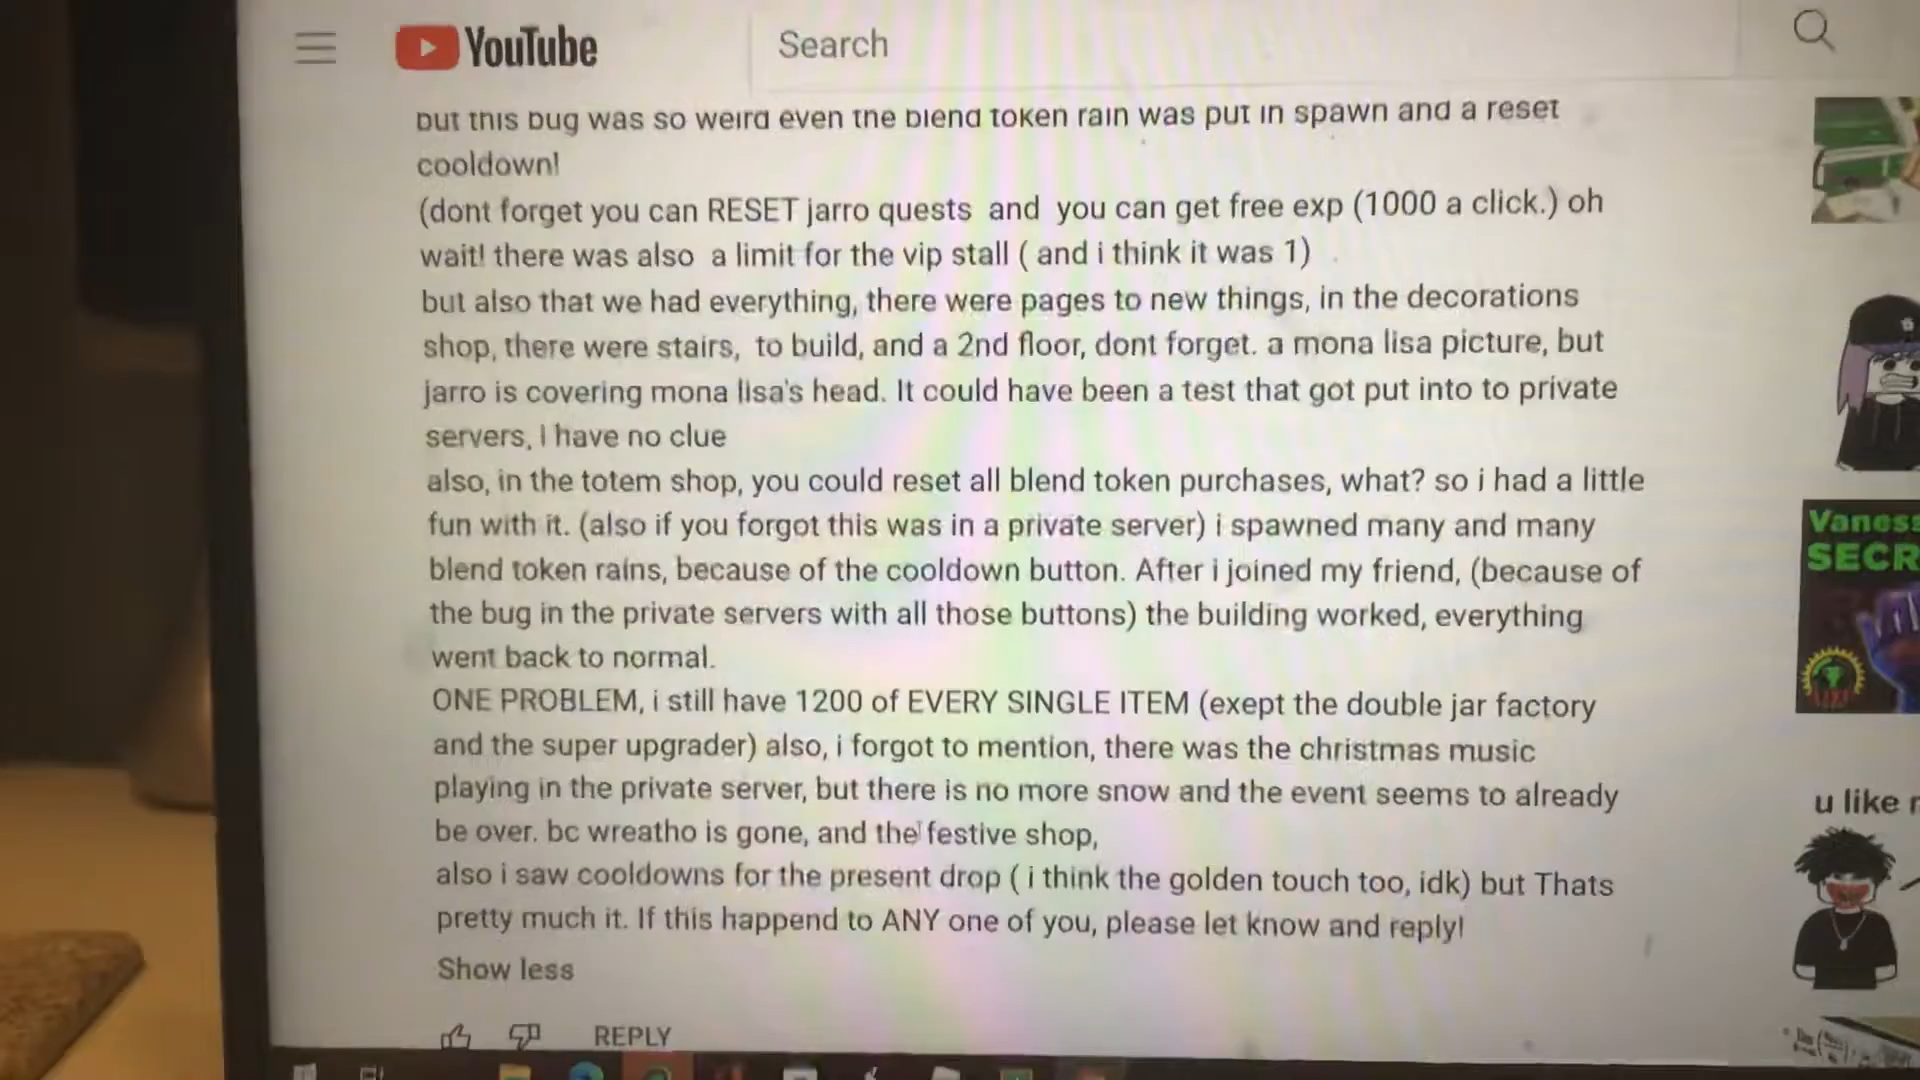 YouTube
Search
but this bug was so weird even the blend token rain was put in spawn and a reset
cooldown!
(dont forget you can RESET jarro quests and you can get free exp (1000 a click.) oh
wait! there was also a limit for the vip stall ( and i think it was 1)
but also that we had everything, there were pages to new things, in the decorations
shop, there were stairs, to build, and a 2nd floor, dont forget. a mona lisa picture, but
jarro is covering mona lisa's head. It could have been a test that got put into to private
servers, I have no clue
also, in the totem shop, you could reset all blend token purchases, what? so i had a little
fun with it. (also if you forgot this was in a private server) i spawned many and many
blend token rains, because of the cooldown button. After i joined my friend, (because of
the bug in the private servers with all those buttons) the building worked, everything
went back to normal.
ONE PROBLEM, i still have 1200 of EVERY SINGLE ITEM (exept the double jar factory
and the super upgrader) also, i forgot to mention, there was the christmas music
playing in the private server, but there is no more snow and the event seems to already
be over. bc wreatho is gone, and the festive shop,
also i saw cooldowns for the present drop ( i think the golden touch too, idk) but Thats
pretty much it. If this happend to ANY one of you, please let know and reply!
Show less
REPLY
Vaness
SECR
u like